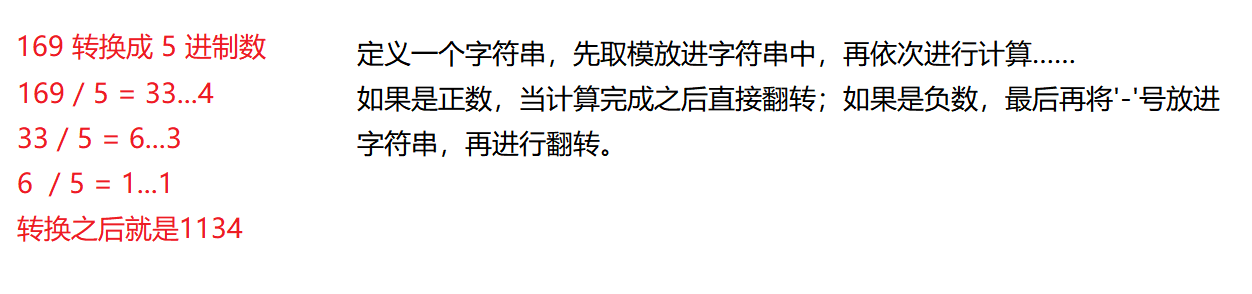 169 转换成 5 进制数
169 / 5 = 33...4
33 / 5 = 6...3
6  / 5 = 1...1
转换之后就是1134
定义一个字符串，先取模放进字符串中，再依次进行计算......
如果是正数，当计算完成之后直接翻转；如果是负数，最后再将'-'号放进
字符串，再进行翻转。